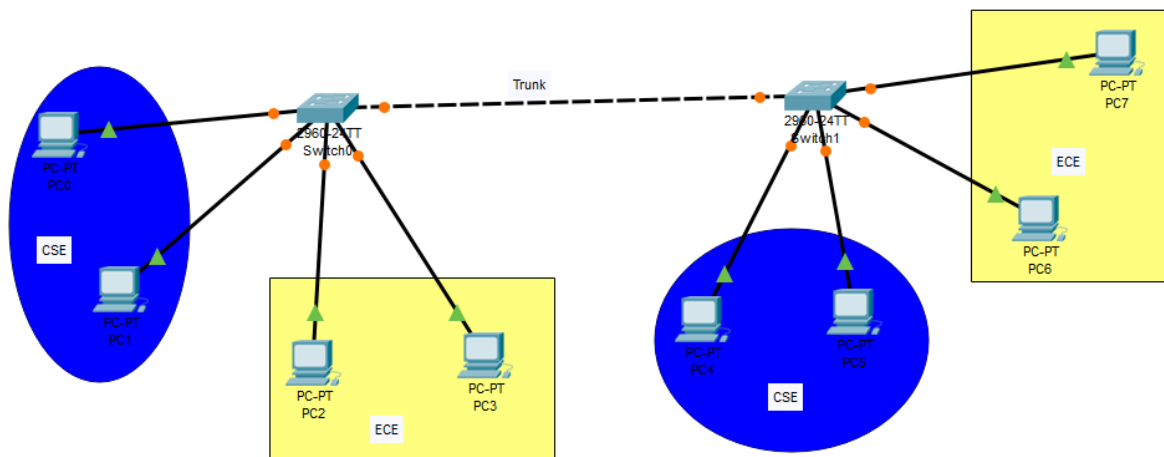 Trunk
2960-24TT
Switch0
2960-24TT
Switch1
PC-PT
PC7
PC-PT
PC0
ECE
CSE
PC-PT
PC6
PC-PT
PC1
PC-PT
PC4
PC-PT
PC5
PC-PT
PC2
PC-PT
PC3
CSE
ECE